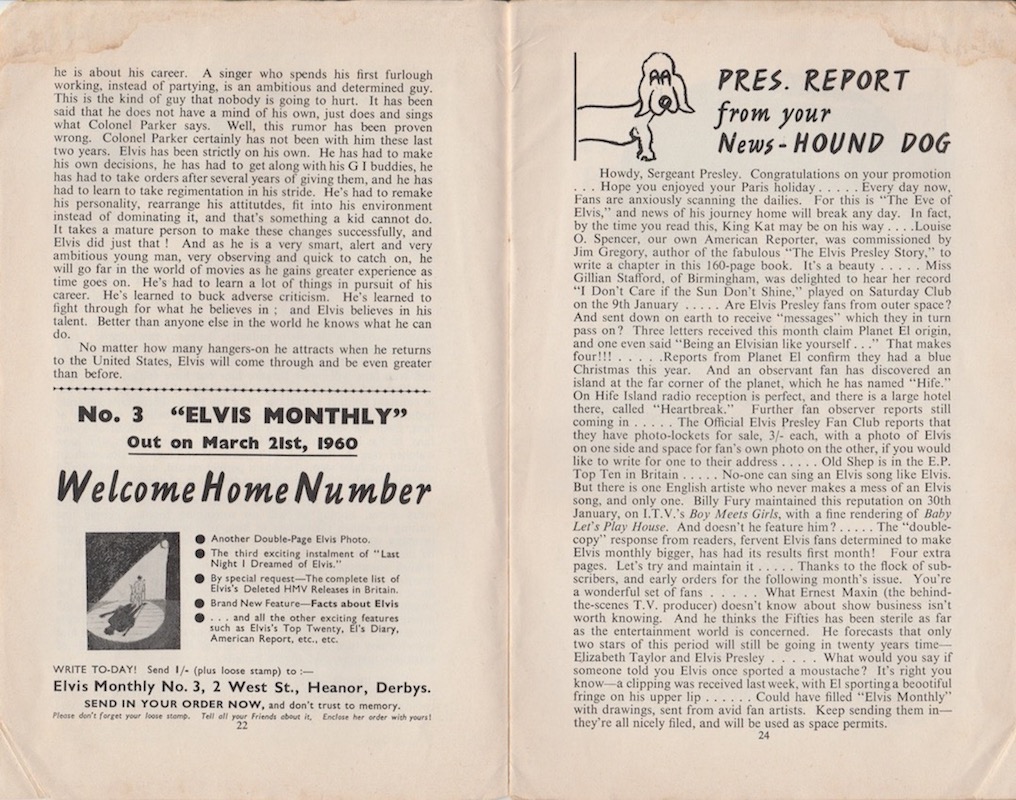 he is about his career. A singer who spends his first furlough
working, instead of partying, is an ambitious and determined guy.
This is the kind of guy that nobody is going to hurt. It has been
said that he does not have a mind of his own, just does and sings
what Colonel Parker says. Well, this rumor has been proven
wrong. Colonel Parker certainly has not been with him these last
two years. Elvis has been strictly on his own. He has had to make
his own decisions, he has had to get along with his G I buddies, he
has had to take orders after several years of giving them, and he has
had to learn to take regimentation in his stride. He's had to remake
his personality, rearrange his attitutdes, fit into his environment
instead of dominating it, and that's something a kid cannot do.
It takes a mature person to make these changes successfully, and
Elvis did just that ! And as he is a very smart, alert and very
ambitious young man, very observing and quick to catch on, he
will go far in the world of movies as he gains greater experience as
time goes on. He's had to learn a lot of things in pursuit of his
career. He's learned to buck adverse criticism. He's learned to
fight through for what he believes in ; and Elvis believes in his
talent. Better than anyone else in the world he knows what he can
do.
No matter how many hangers-on he attracts when he returns
to the United States, Elvis will come through and be even greater
than before.
No. 3 "ELVIS MONTHLY"
Out on March 21st, 1960
Welcome Home Number
● Another Double-Page Elvis Photo.
● The third exciting instalment of "Last
Night I Dreamed of Elvis."
● By special request—The complete list of
Elvis's Deleted HMV Releases in Britain.
● Brand New Feature—Facts about Elvis
● . . . and all the other exciting features
such as Elvis's Top Twenty, El's Diary,
American Report, etc., etc.
WRITE TO-DAY! Send 1/- (plus loose stamp) to :—
Elvis Monthly No. 3, 2 West St., Heanor, Derbys.
SEND IN YOUR ORDER NOW, and don't trust to memory.
Please don't forget your loose stamp. Tell all your Friends about it, Enclose her order with yours!
22
PRES. REPORT
from your
News-HOUND DOG
Howdy, Sergeant Presley. Congratulations on your promotion
. . . Hope you enjoyed your Paris holiday . . . . . Every day now,
Fans are anxiously scanning the dailies. For this is "The Eve of
Elvis," and news of his journey home will break any day. In fact,
by the time you read this, King Kat may be on his way . . . .Louise
O. Spencer, our own American Reporter, was commissioned by
Jim Gregory, author of the fabulous "The Elvis Presley Story," to
write a chapter in this 160-page book. It's a beauty . . . . . Miss
Gillian Stafford, of Birmingham, was delighted to hear her record
"I Don't Care if the Sun Don't Shine," played on Saturday Club
on the 9th January . . . . . Are Elvis Presley fans from outer space?
And sent down on earth to receive "messages" which they in turn
pass on? Three letters received this month claim Planet El origin,
and one even said "Being an Elvisian like yourself . . ." That makes
four!!! . . . . .Reports from Planet El confirm they had a blue
Christmas this year. And an observant fan has discovered an
island at the far corner of the planet, which he has named "Hife."
On Hife Island radio reception is perfect, and there is a large hotel
there, called "Heartbreak." Further fan observer reports still
coming in . . . . . The Official Elvis Presley Fan Club reports that
they have photo-lockets for sale, 3/- each, with a photo of Elvis
on one side and space for fan's own photo on the other, if you would
like to write for one to their address . . . . . Old Shep is in the E.P.
Top Ten in Britain . . . . . No-one can sing an Elvis song like Elvis.
But there is one English artiste who never makes a mess of an Elvis
song, and only one. Billy Fury maintained this reputation on 30th
January, on I.T.V.'s Boy Meets Girls, with a fine rendering of Baby
Let's Play House. And doesn't he feature him? . . . . . The "double-
copy" response from readers, fervent Elvis fans determined to make
Elvis monthly bigger, has had its results first month! Four extra
pages. Let's try and maintain it . . . . . Thanks to the flock of sub-
scribers, and early orders for the following month's issue. You're
a wonderful set of fans . . . . . What Ernest Maxin (the behind-
the-scenes T.V. producer) doesn't know about show business isn't
worth knowing. And he thinks the Fifties has been sterile as far
as the entertainment world is concerned. He forecasts that only
two stars of this period will still be going in twenty years time—
Elizabeth Taylor and Elvis Presley . . . . . What would you say if
someone told you Elvis once sported a moustache? It's right you
know—a clipping was received last week, with El sporting a beootiful
fringe on his upper lip . . . . . . Could have filled "Elvis Monthly"
with drawings, sent from avid fan artists. Keep sending them in—
they're all nicely filed, and will be used as space permits.
24